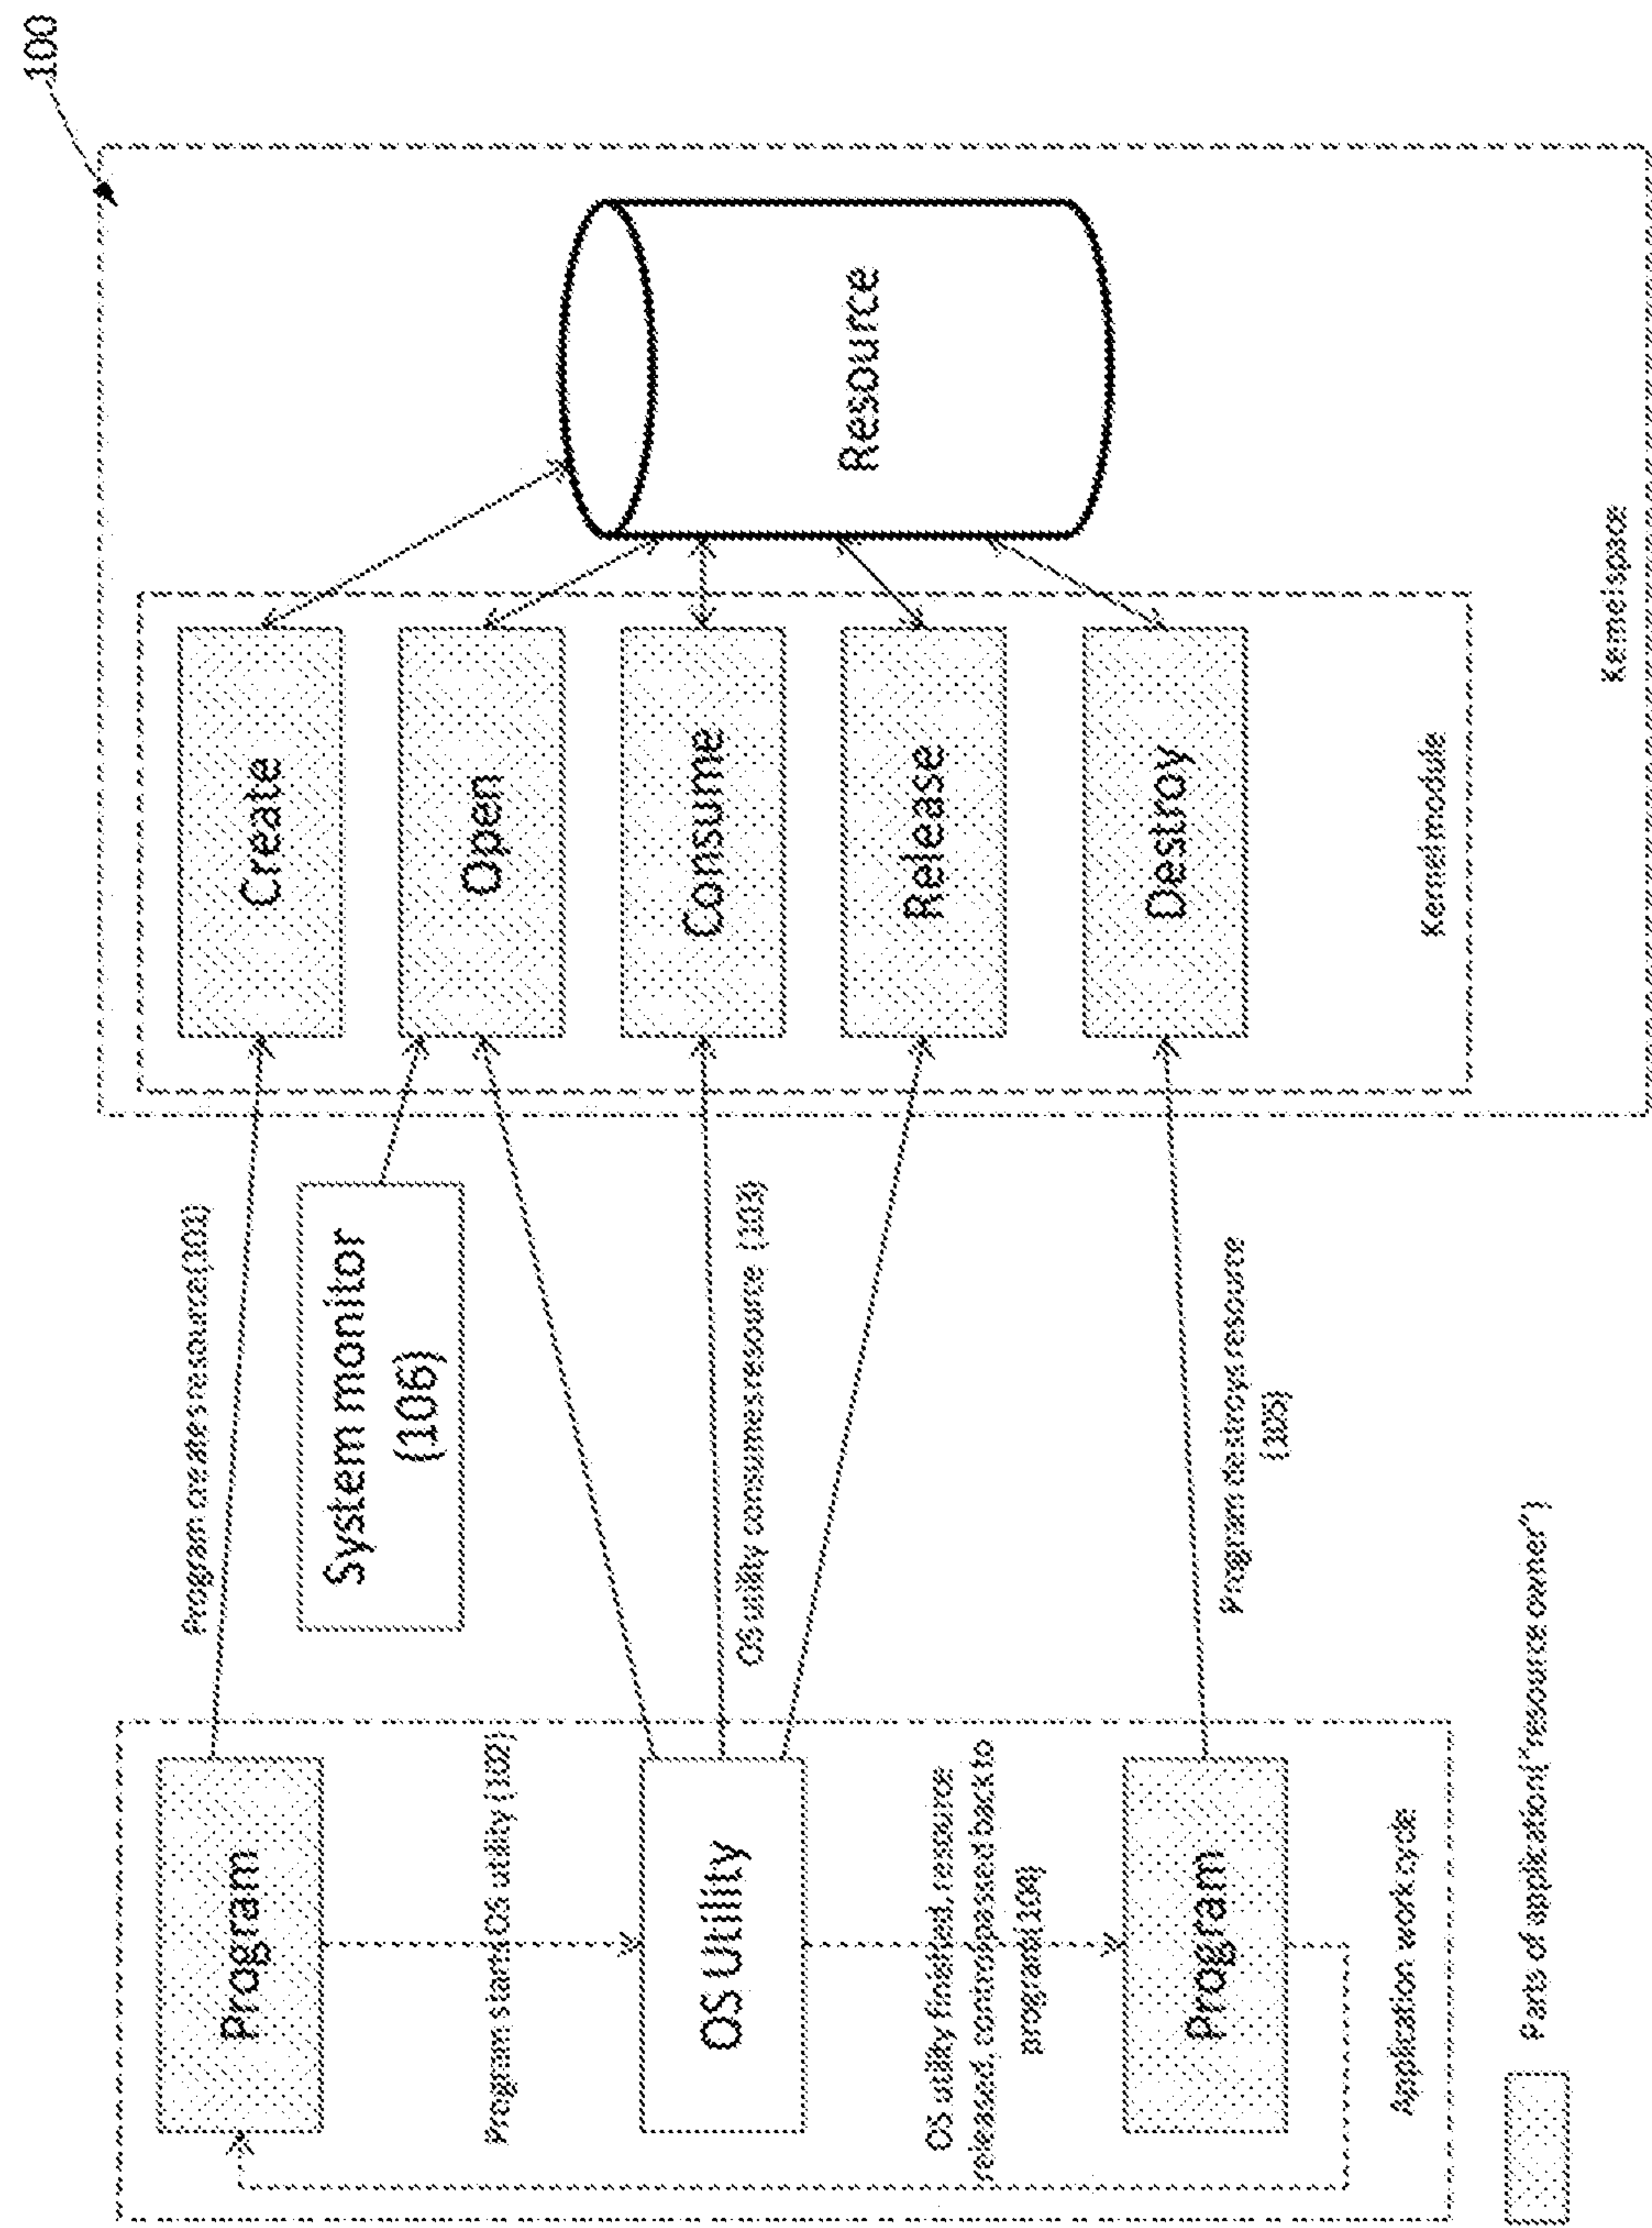 100
Program
Program starts OS utility (102)
OS Utility
OS utility finished, resource
released, control passed back to
program(104)
Program
Application work cycle
Program creates resource(101)
System monitor
(106)
OS utility consumes resource (103)
Program destroys resource
(105)
Create
Open
Consume
Release
Destroy
Kernel module
Resource
Kernel space
Parts of application("resource owner")